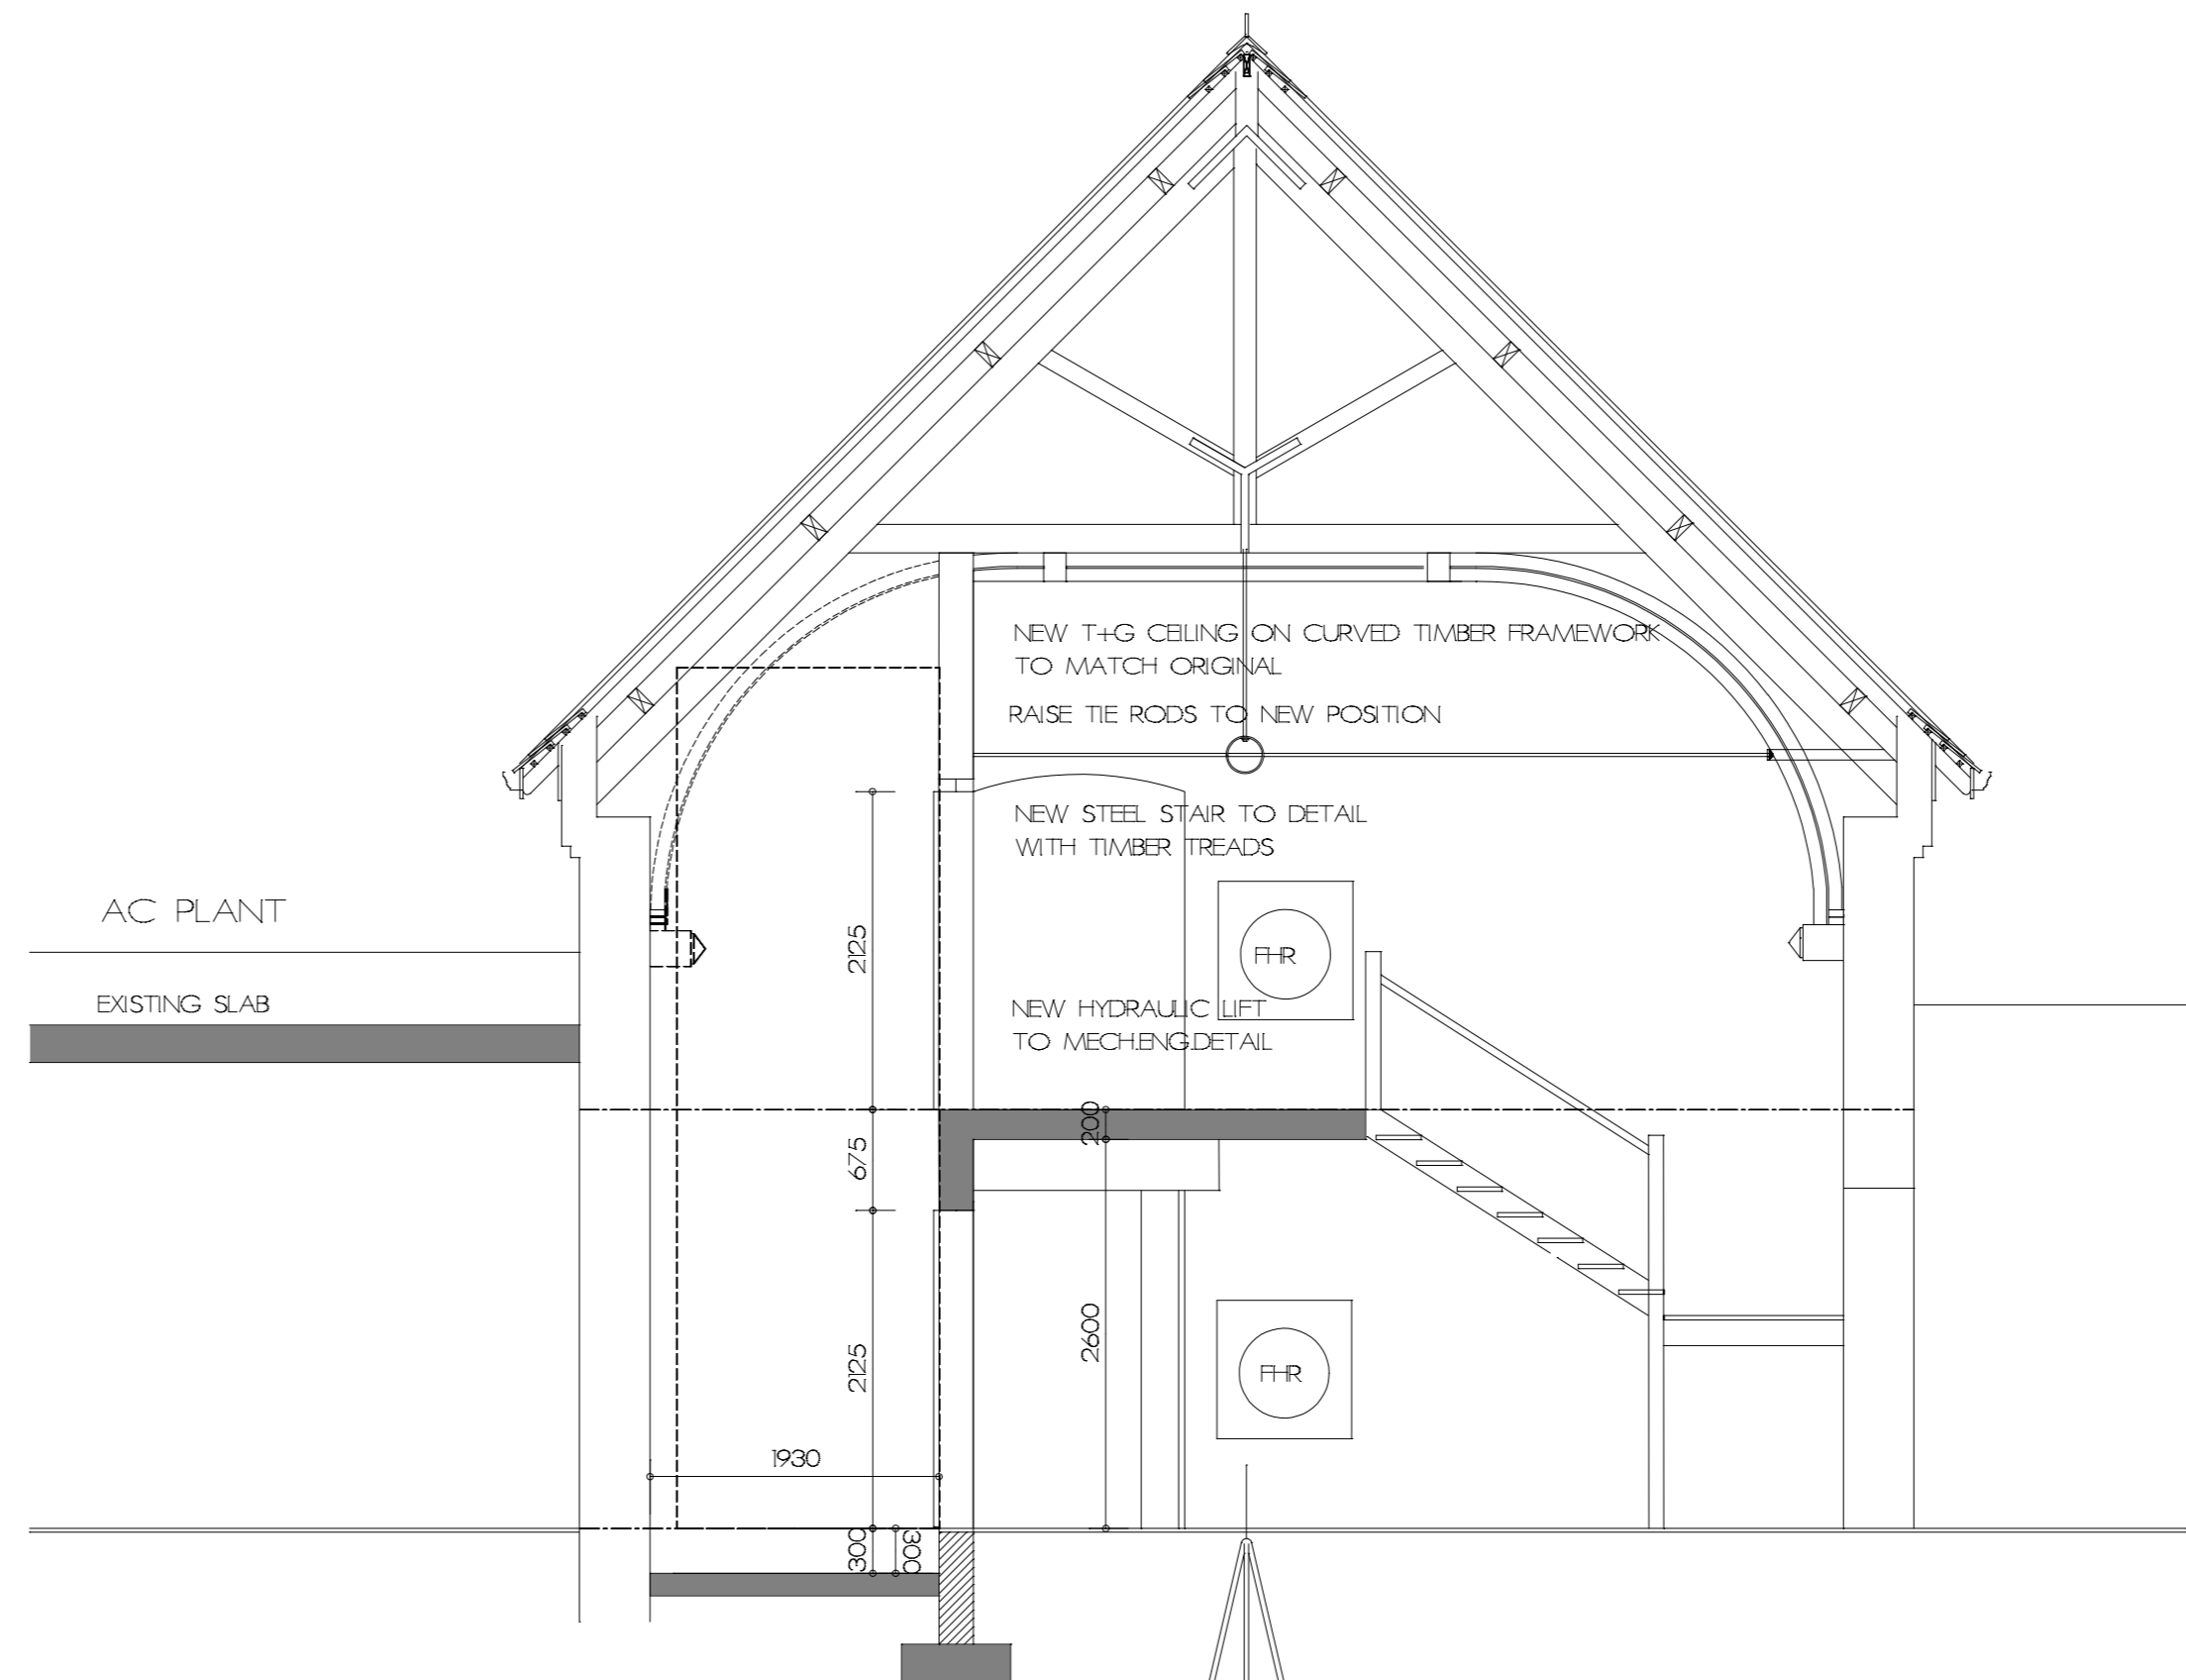 NEW T+G CEILING ON CURVED TIMBER FRAMEWORK
TO MATCH ORIGINAL
RAISE TIE RODS TO NEW POSITION
NEW STEEL STAIR TO DETAIL
WITH TIMBER TREADS
AC PLANT
EXISTING SLAB
2125
FHR
NEW HYDRAULIC LIFT
TO MECH.ENG.DETAIL
200
675
2600
2125
FHR
1930
300
300